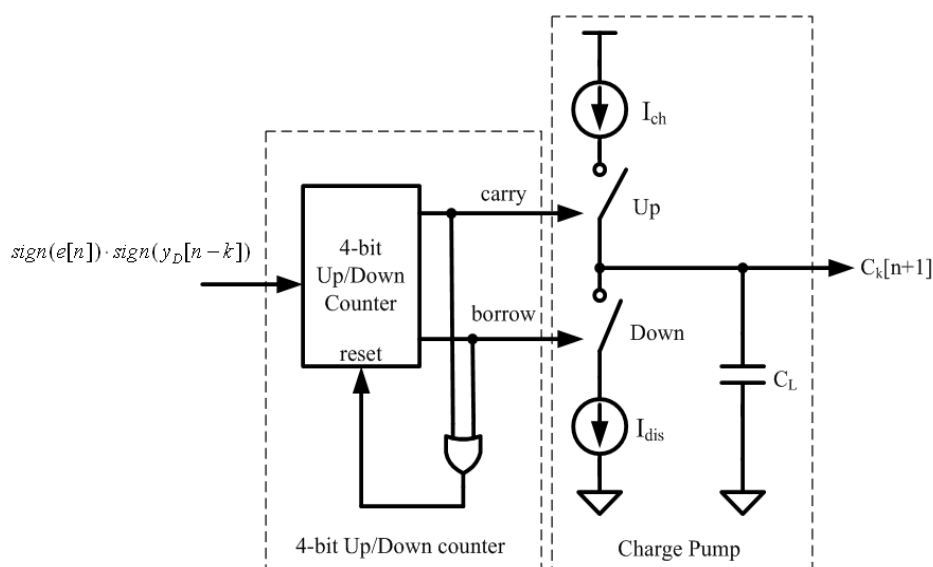 sign(e[n])·sign(y_D[n−k])
4-bit
Up/Down
Counter
reset
carry
borrow
4-bit Up/Down counter
I_ch
Up
Down
I_dis
C_k[n+1]
C_L
Charge Pump